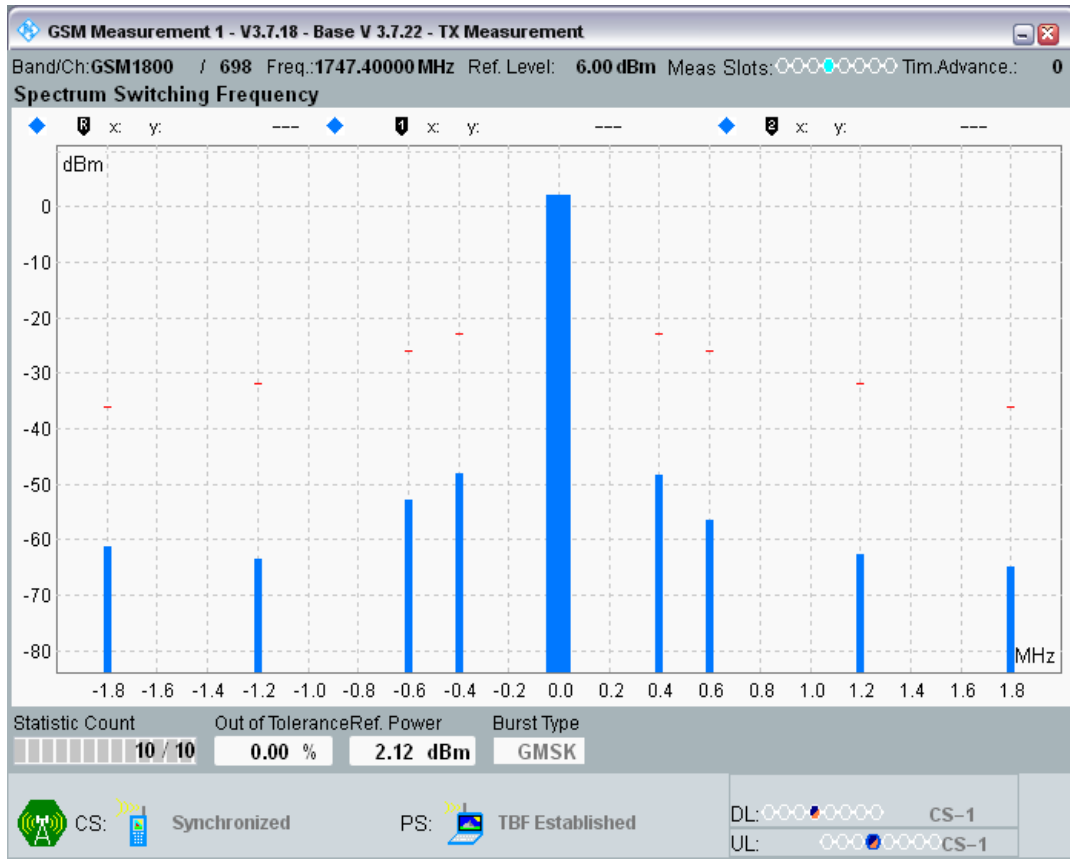 GSM Measurement 1 - V3.7.18 - Base V 3.7.22 - TX Measurement
Band/Ch:GSM1800 / 698 Freq.:1747.40000 MHz Ref. Level: 6.00 dBm Meas Slots: Tim.Advance.: 0
Spectrum Switching Frequency
R x: y: --- 1 x: y: --- 2 x: y: ---
dBm
0
-10
-20
-30
-40
-50
-60
-70
-80
MHz
-1.8 -1.6 -1.4 -1.2 -1.0 -0.8 -0.6 -0.4 -0.2 0.0 0.2 0.4 0.6 0.8 1.0 1.2 1.4 1.6 1.8
Statistic Count Out of Tolerance Ref. Power Burst Type
10 / 10 0.00 % 2.12 dBm GMSK
CS: Synchronized PS: TBF Established DL: CS-1
UL: CS-1